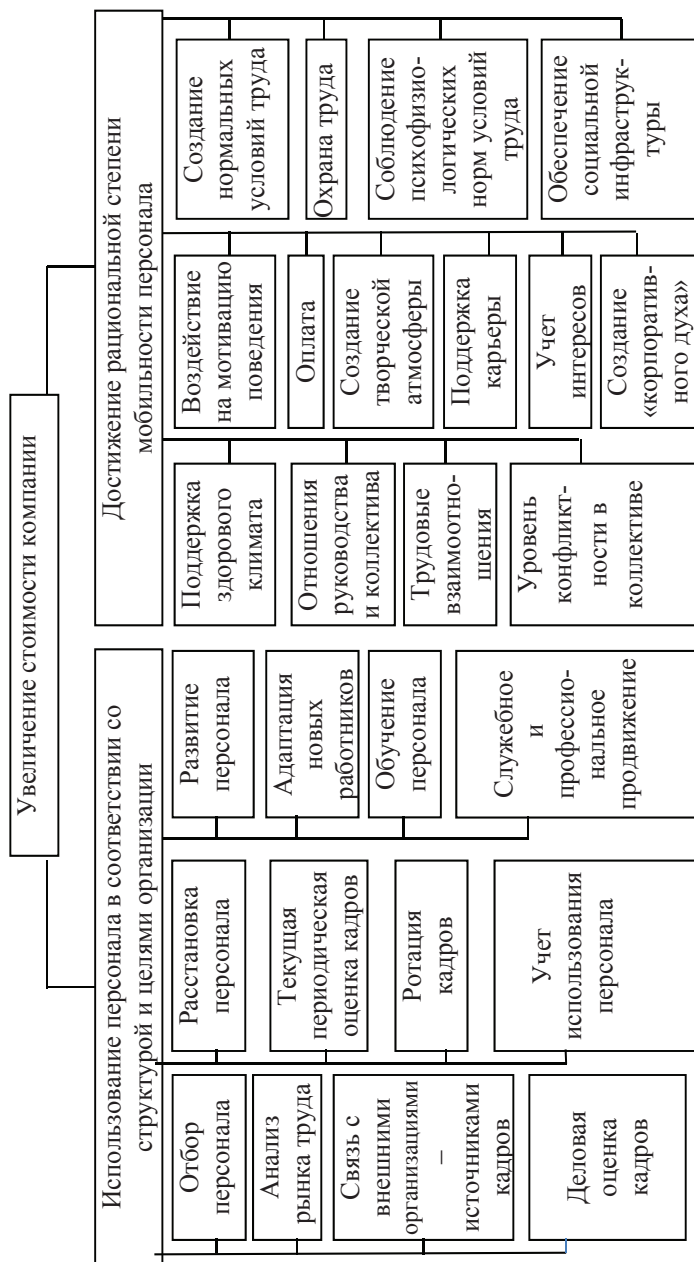 Увеличение стоимости компании
Использование персонала в соответствии со
структурой и целями организации
Отбор
персонала
Анализ
рынка труда
Связь с
внешними
организациями
–
источниками
кадров
Деловая
оценка
кадров
Расстановка
персонала
Текущая
периодическая
оценка кадров
Ротация
кадров
Учет
использования
персонала
Развитие
персонала
Адаптация
новых
работников
Обучение
персонала
Служебное
и
профессио-
нальное
продвижение
Достижение рациональной степени
мобильности персонала
Поддержка
здорового
климата
Отношения
руководства
и коллектива
Трудовые
взаимоотно-
шения
Уровень
конфликт-
ности в
коллективе
Воздействие
на мотивацию
поведения
Оплата
Создание
творческой
атмосферы
Поддержка
карьеры
Учет
интересов
Создание
«корпоратив-
ного духа»
Создание
нормальных
условий труда
Охрана труда
Соблюдение
психофизио-
логических
норм условий
труда
Обеспечение
социальной
инфраструк-
туры